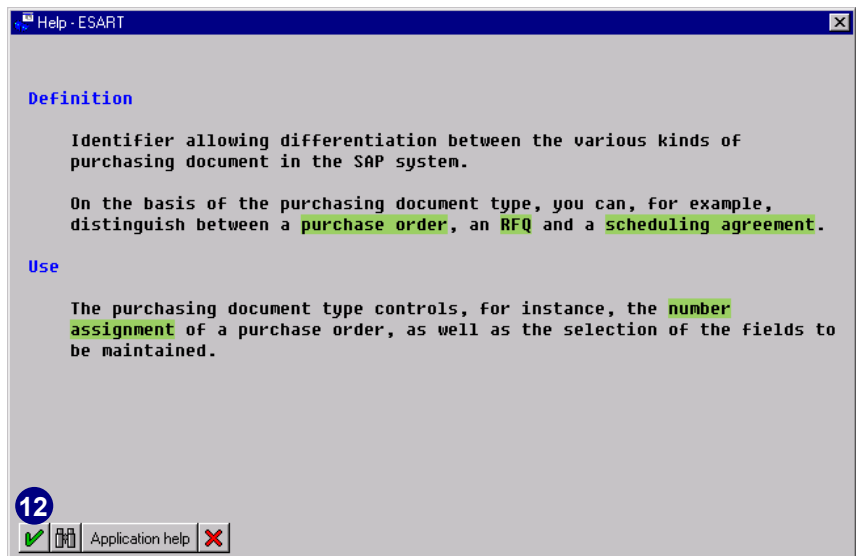 Help - ESART
Definition
Identifier allowing differentiation between the various kinds of
purchasing document in the SAP system.
On the basis of the purchasing document type, you can, for example,
distinguish between a purchase order, an RFQ and a scheduling agreement.
Use
The purchasing document type controls, for instance, the number
assignment of a purchase order, as well as the selection of the fields to
be maintained.
12
Application help